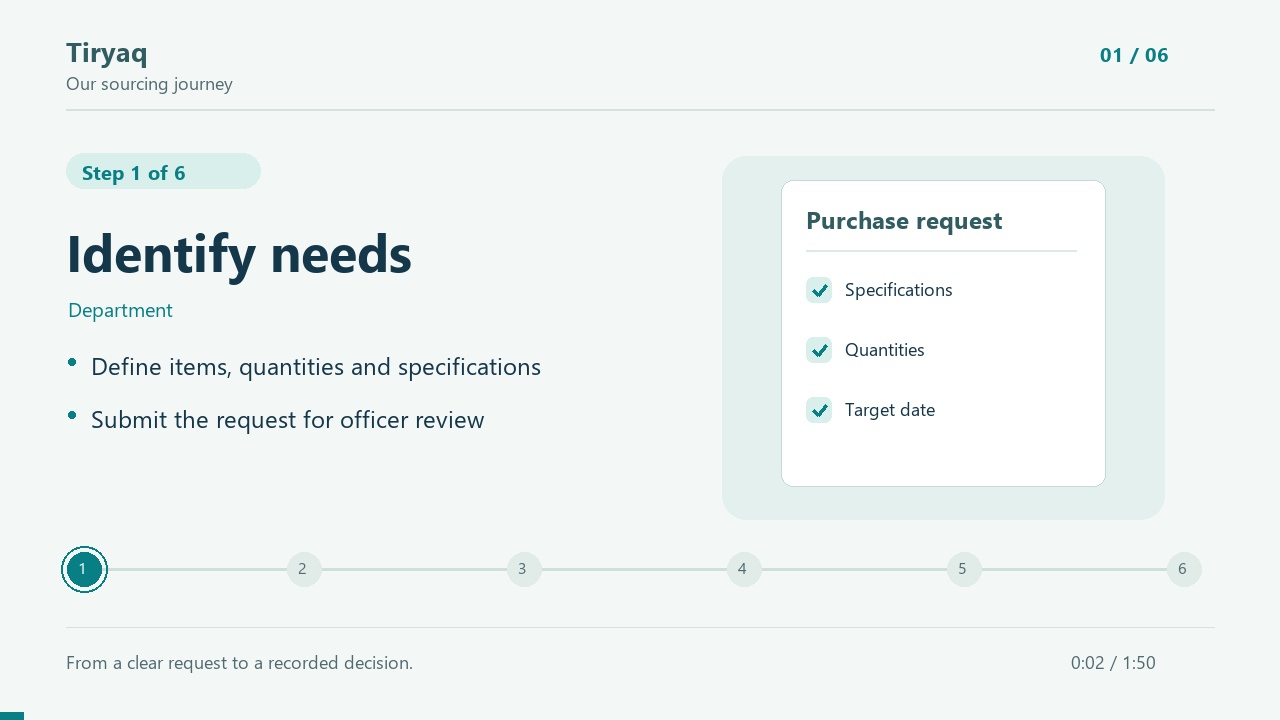 Tiryaq
Our sourcing journey
01 / 06
Step 1 of 6
Identify needs
Department
• Define items, quantities and specifications
• Submit the request for officer review
Purchase request
Specifications
Quantities
Target date
1 2 3 4 5 6
From a clear request to a recorded decision.
0:02 / 1:50